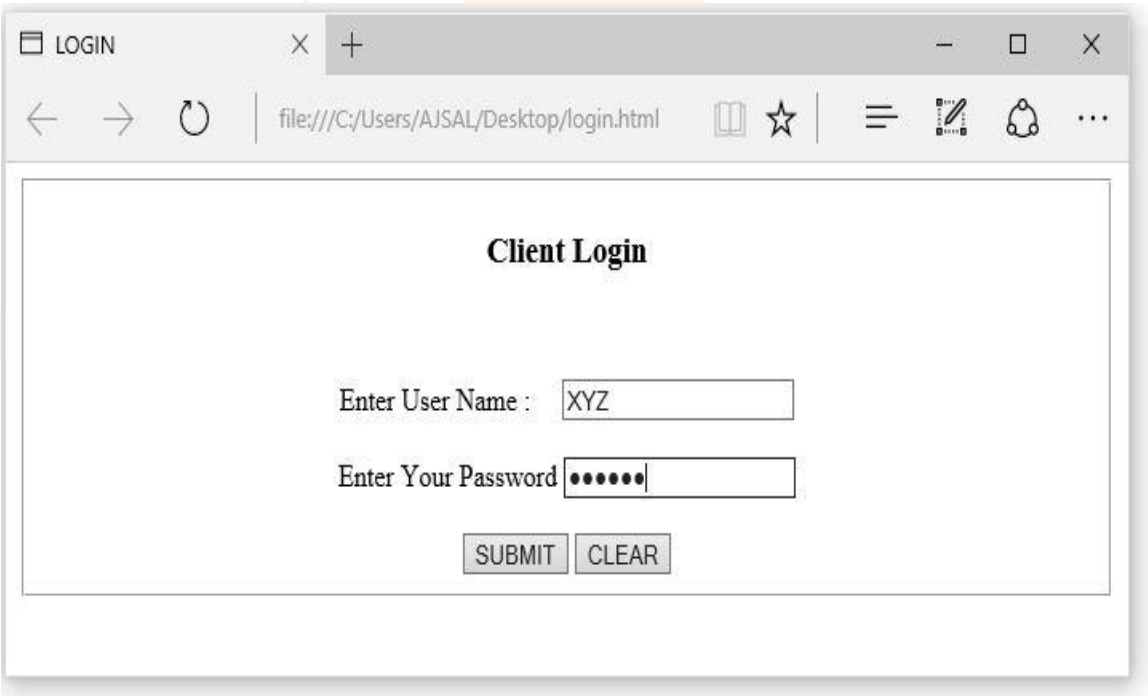 LOGIN
file:///C:/Users/AJSAL/Desktop/login.html
Client Login
Enter User Name : XYZ
Enter Your Password ••••••
SUBMIT CLEAR